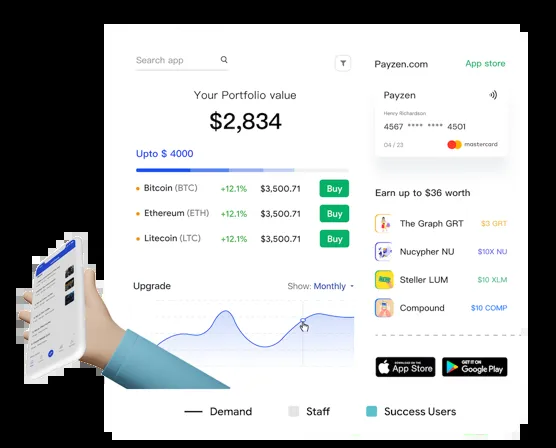 Search app
Payzen.com
App store
Your Portfolio value
$2,834
Upto $ 4000
Bitcoin (BTC) +12.1% $3,500.71 Buy
Ethereum (ETH) +12.1% $3,500.71 Buy
Litecoin (LTC) +12.1% $3,500.71 Buy
Payzen
Henny Richardson
4567 **** **** 4501
04 / 23
mastercard
Earn up to $36 worth
The Graph GRT $3 GRT
Nucypher NU $10X NU
Steller LUM $10 XLM
Compound $10 COMP
Upgrade
Show: Monthly
Download on the
App Store
GET IT ON
Google Play
Demand
Staff
Success Users